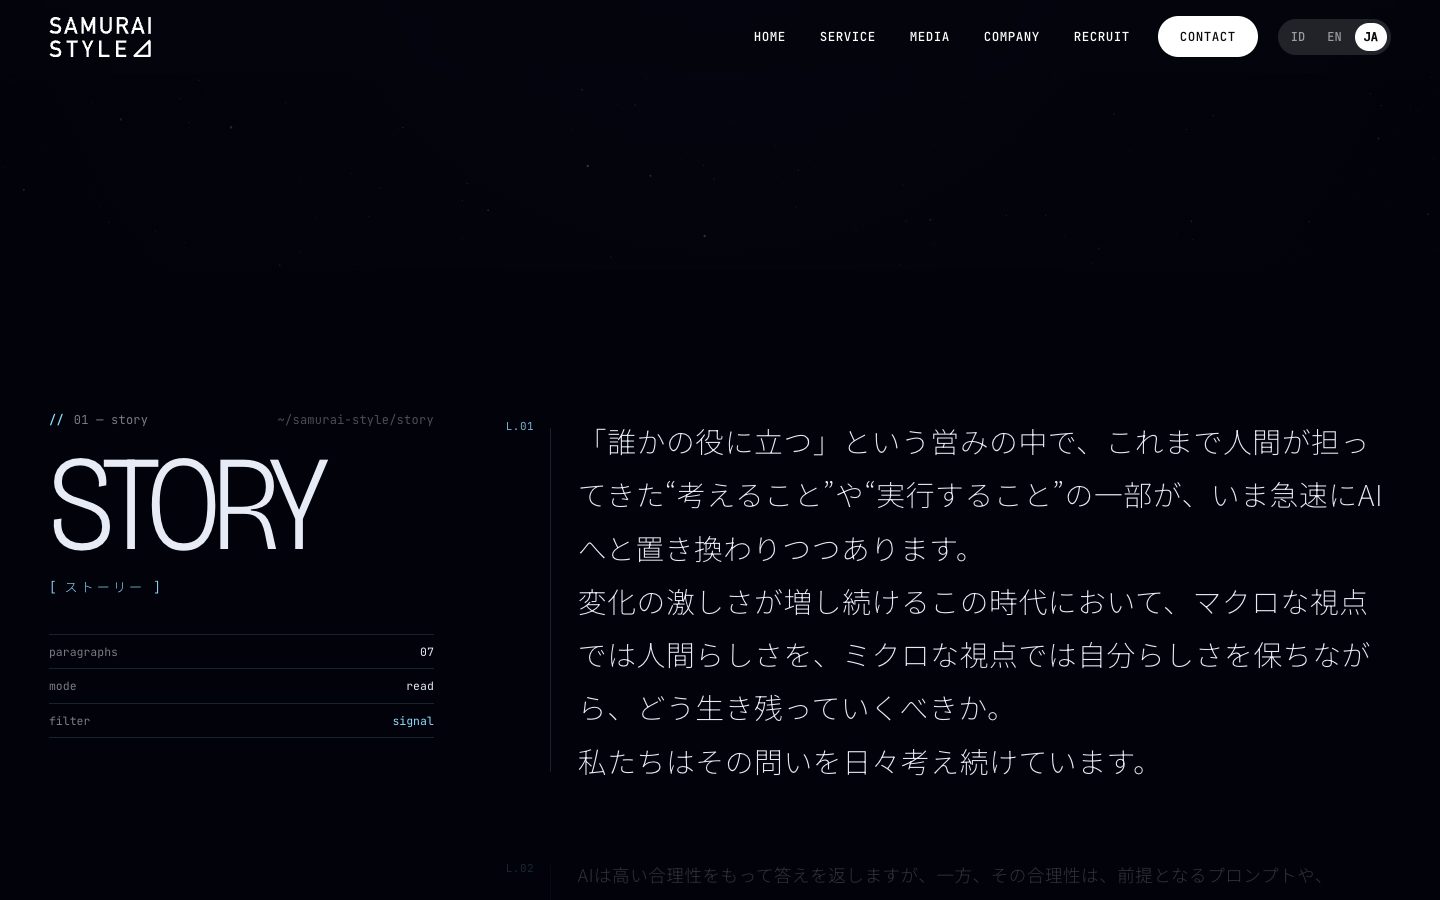 SAMURAI
STYLE
HOME
SERVICE
MEDIA
COMPANY
RECRUIT
CONTACT
ID
EN
JA
// 01 — story
~/samurai-style/story
STORY
[ ストーリー ]
paragraphs 07
mode read
filter signal
L.01
「誰かの役に立つ」という営みの中で、これまで人間が担っ
てきた“考えること”や“実行すること”の一部が、いま急速にAI
へと置き換わりつつあります。
変化の激しさが増し続けるこの時代において、マクロな視点
では人間らしさを、ミクロな視点では自分らしさを保ちなが
ら、どう生き残っていくべきか。
私たちはその問いを日々考え続けています。
L.02
AIは高い合理性をもって答えを返しますが、一方、その合理性は、前提となるプロンプトや、